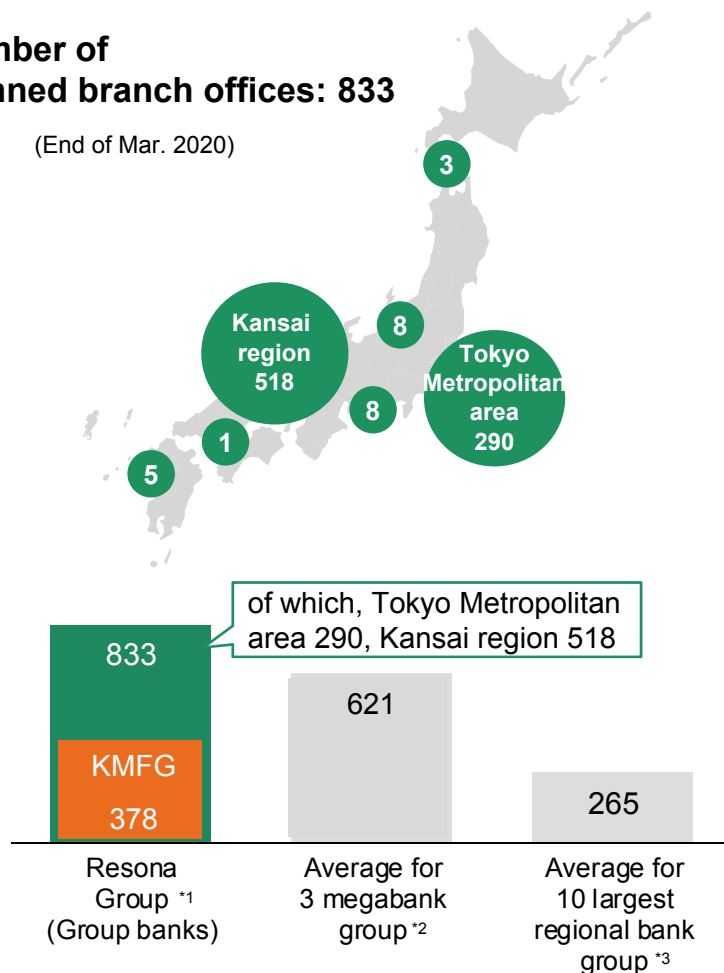 of
branch offices: 833
(End of Mar. 2020)
3
8
Kansai
region
518
Tokyo
Metropolitan
area
290
8
1
5
of which, Tokyo Metropolitan
area 290, Kansai region 518
833
621
KMFG
378
265
Resona
Group *1
(Group banks)
Average for
3 megabank
group *2
Average for
10 largest
regional bank
group *3